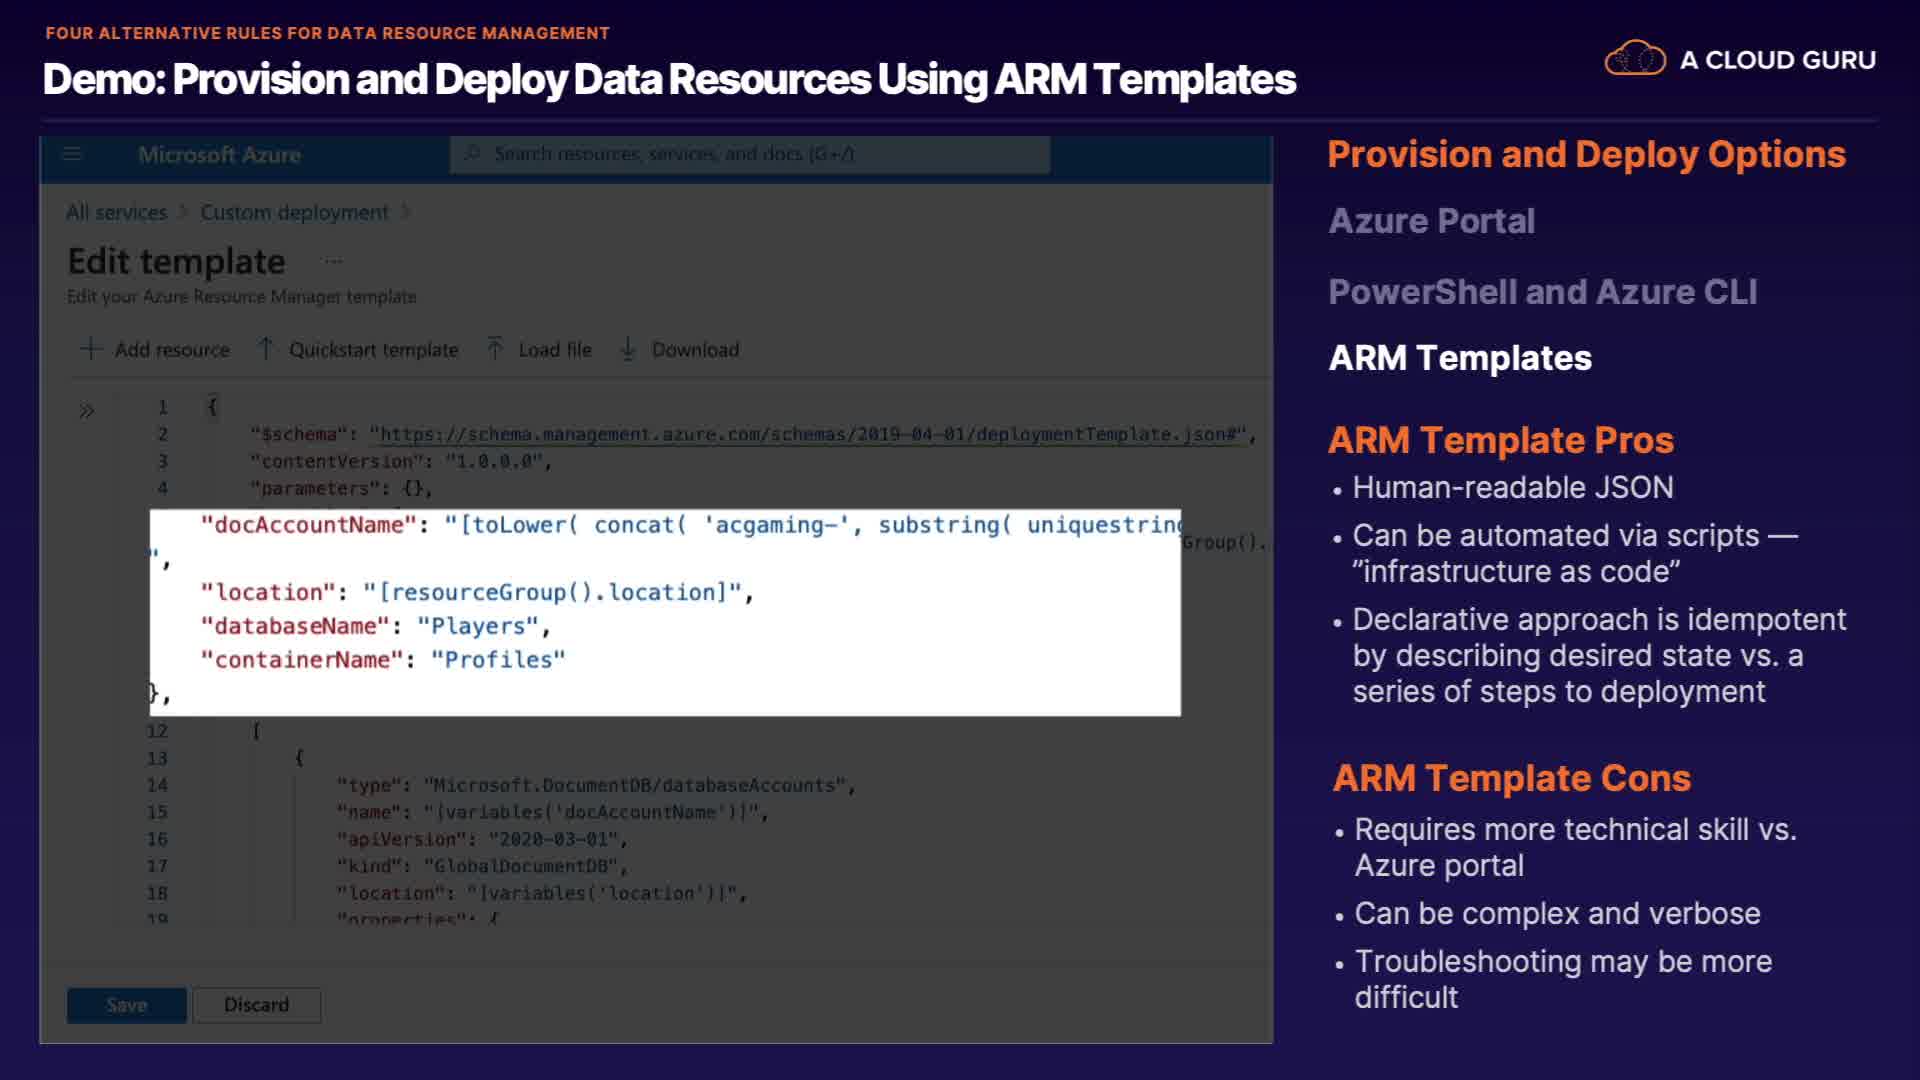 FOUR ALTERNATIVE RULES FOR DATA RESOURCE MANAGEMENT
Demo: Provision and Deploy Data Resources Using ARM Templates
A CLOUD GURU
Microsoft Azure
Search resources, services, and docs (G+/)
All services > Custom deployment >
Edit template ...
Edit your Azure Resource Manager template
+ Add resource ↑ Quickstart template Load file ↓ Download
1 {
2 "$schema": "https://schema.management.azure.com/schemas/2019-04-01/deploymentTemplate.json#",
3 "contentVersion": "1.0.0.0",
4 "parameters": {},
"docAccountName": "[toLower( concat( 'acgaming-', substring( uniquestring
Group().
",
"location": "[resourceGroup().location]",
"databaseName": "Players",
"containerName": "Profiles"
},
12 [
13 {
14 "type": "Microsoft.DocumentDB/databaseAccounts",
15 "name": "[variables('docAccountName')]",
16 "apiVersion": "2020-03-01",
17 "kind": "GlobalDocumentDB",
18 "location": "[variables('location')]",
19 "properties": {
Save Discard
Provision and Deploy Options
Azure Portal
PowerShell and Azure CLI
ARM Templates
ARM Template Pros
• Human-readable JSON
• Can be automated via scripts —
”infrastructure as code”
• Declarative approach is idempotent
by describing desired state vs. a
series of steps to deployment
ARM Template Cons
• Requires more technical skill vs.
Azure portal
• Can be complex and verbose
• Troubleshooting may be more
difficult